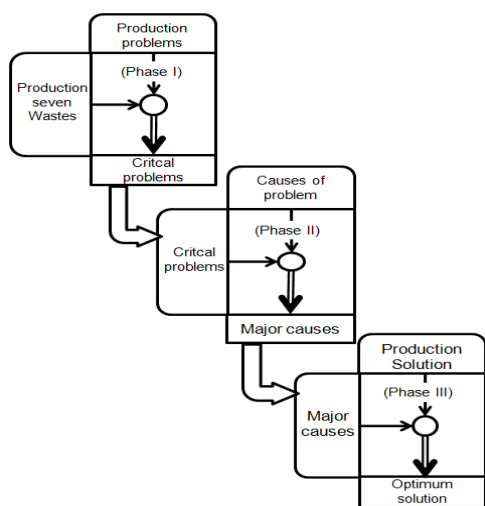 Production
problems
(Phase I)
Production
seven
Wastes
Critcal
problems
Causes of
problem
(Phase II)
Critcal
problems
Major causes
Production
Solution
(Phase III)
Major
causes
Optimum
solution